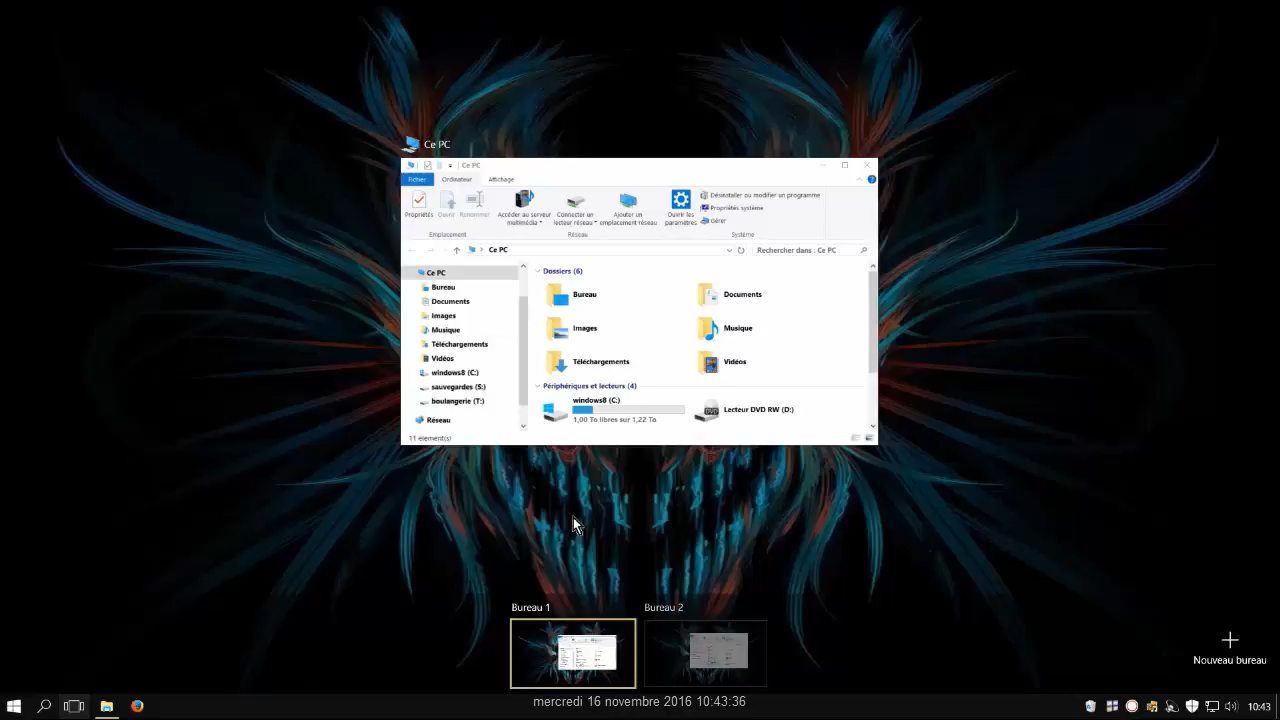 Ce PC
Ce PC
Fichier Ordinateur Affichage
Propriétés Ouvrir Renommer Accéder au serveur multimédia Connecter un lecteur réseau Ajouter un emplacement réseau Ouvrir les paramètres
Désinstaller ou modifier un programme
Propriétés système
Gérer
Emplacement Réseau Système
Ce PC Rechercher dans : Ce PC
Ce PC
Bureau
Documents
Images
Musique
Téléchargements
Vidéos
windows8 (C:)
sauvegardes (S:)
boulangerie (T:)
Réseau
Dossiers (6)
Bureau Documents
Images Musique
Téléchargements Vidéos
Périphériques et lecteurs (4)
windows8 (C:)
1,00 To libres sur 1,22 To
DVD
Lecteur DVD RW (D:)
11 élément(s)
Bureau 1 Bureau 2
Nouveau bureau
mercredi 16 novembre 2016 10:43:36
10:43